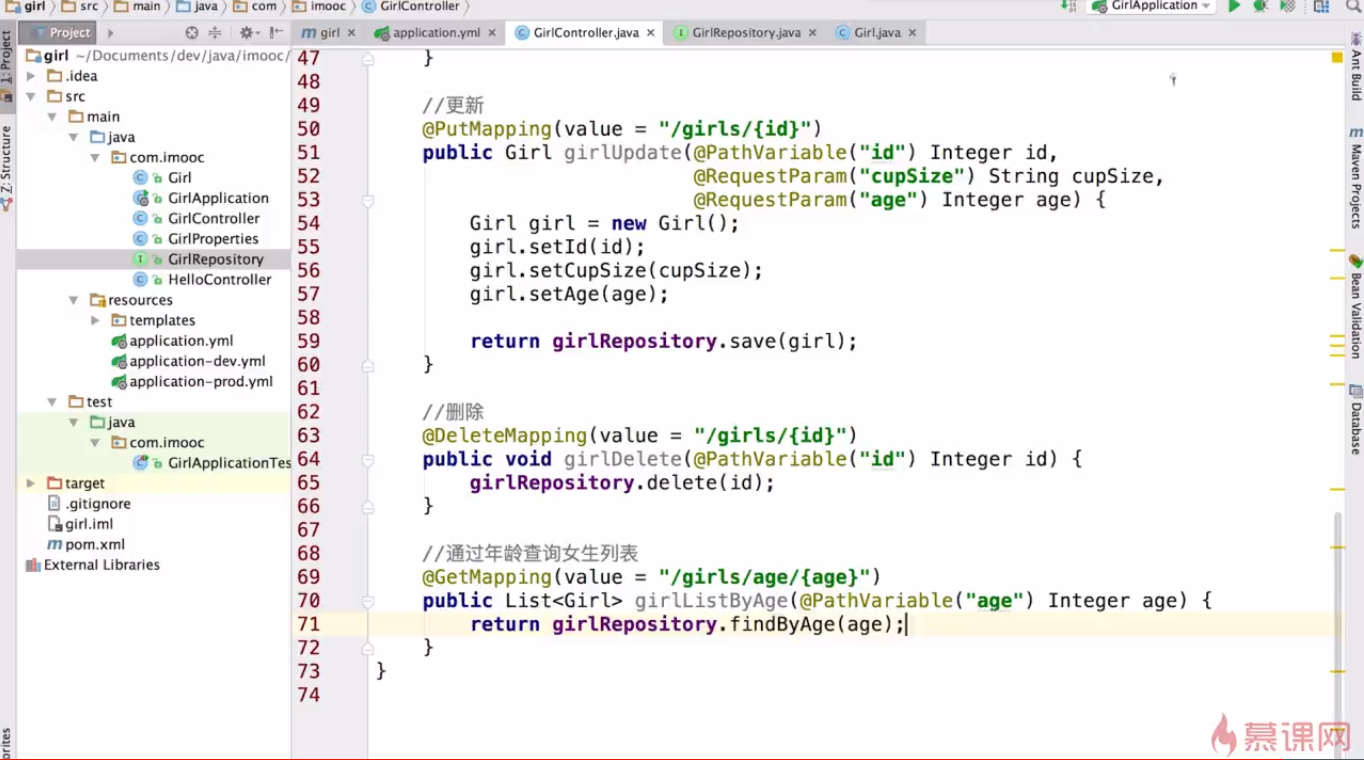 girl src main java com imooc GirlController GirlApplication
Project girl application.yml GirlController.java GirlRepository.java Girl.java
1: Project
Z: Structure
girl ~/Documents/dev/java/imooc/
.idea
src
main
java
com.imooc
Girl
GirlApplication
GirlController
GirlProperties
GirlRepository
HelloController
resources
templates
application.yml
application-dev.yml
application-prod.yml
test
java
com.imooc
GirlApplicationTes
target
.gitignore
girl.iml
pom.xml
External Libraries
47 }
48
49 //更新
50 @PutMapping(value = "/girls/{id}")
51 public Girl girlUpdate(@PathVariable("id") Integer id,
52 @RequestParam("cupSize") String cupSize,
53 @RequestParam("age") Integer age) {
54 Girl girl = new Girl();
55 girl.setId(id);
56 girl.setCupSize(cupSize);
57 girl.setAge(age);
58
59 return girlRepository.save(girl);
60 }
61
62 //删除
63 @DeleteMapping(value = "/girls/{id}")
64 public void girlDelete(@PathVariable("id") Integer id) {
65 girlRepository.delete(id);
66 }
67
68 //通过年龄查询女生列表
69 @GetMapping(value = "/girls/age/{age}")
70 public List<Girl> girlListByAge(@PathVariable("age") Integer age) {
71 return girlRepository.findByAge(age);
72 }
73 }
74
Ant Build
Maven Projects
Bean Validation
Database
慕课网